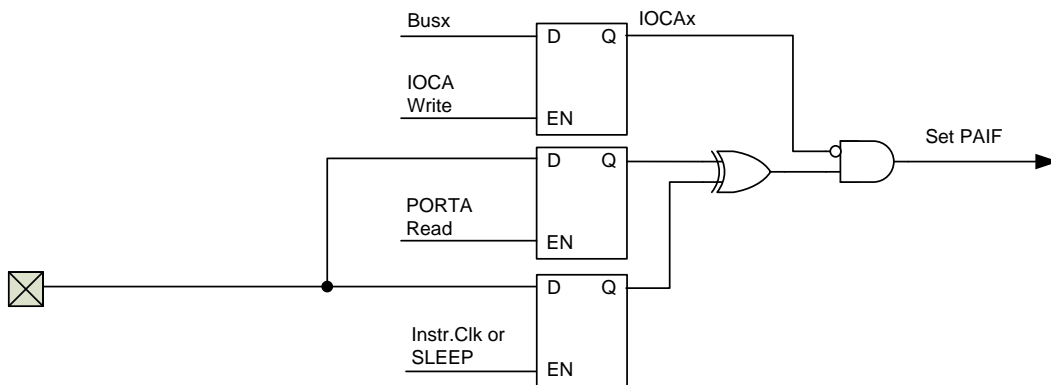 Busx
IOCAx
D
Q
IOCA
Write
EN
Set PAIF
D
Q
PORTA
Read
EN
D
Q
Instr.Clk or
SLEEP
EN